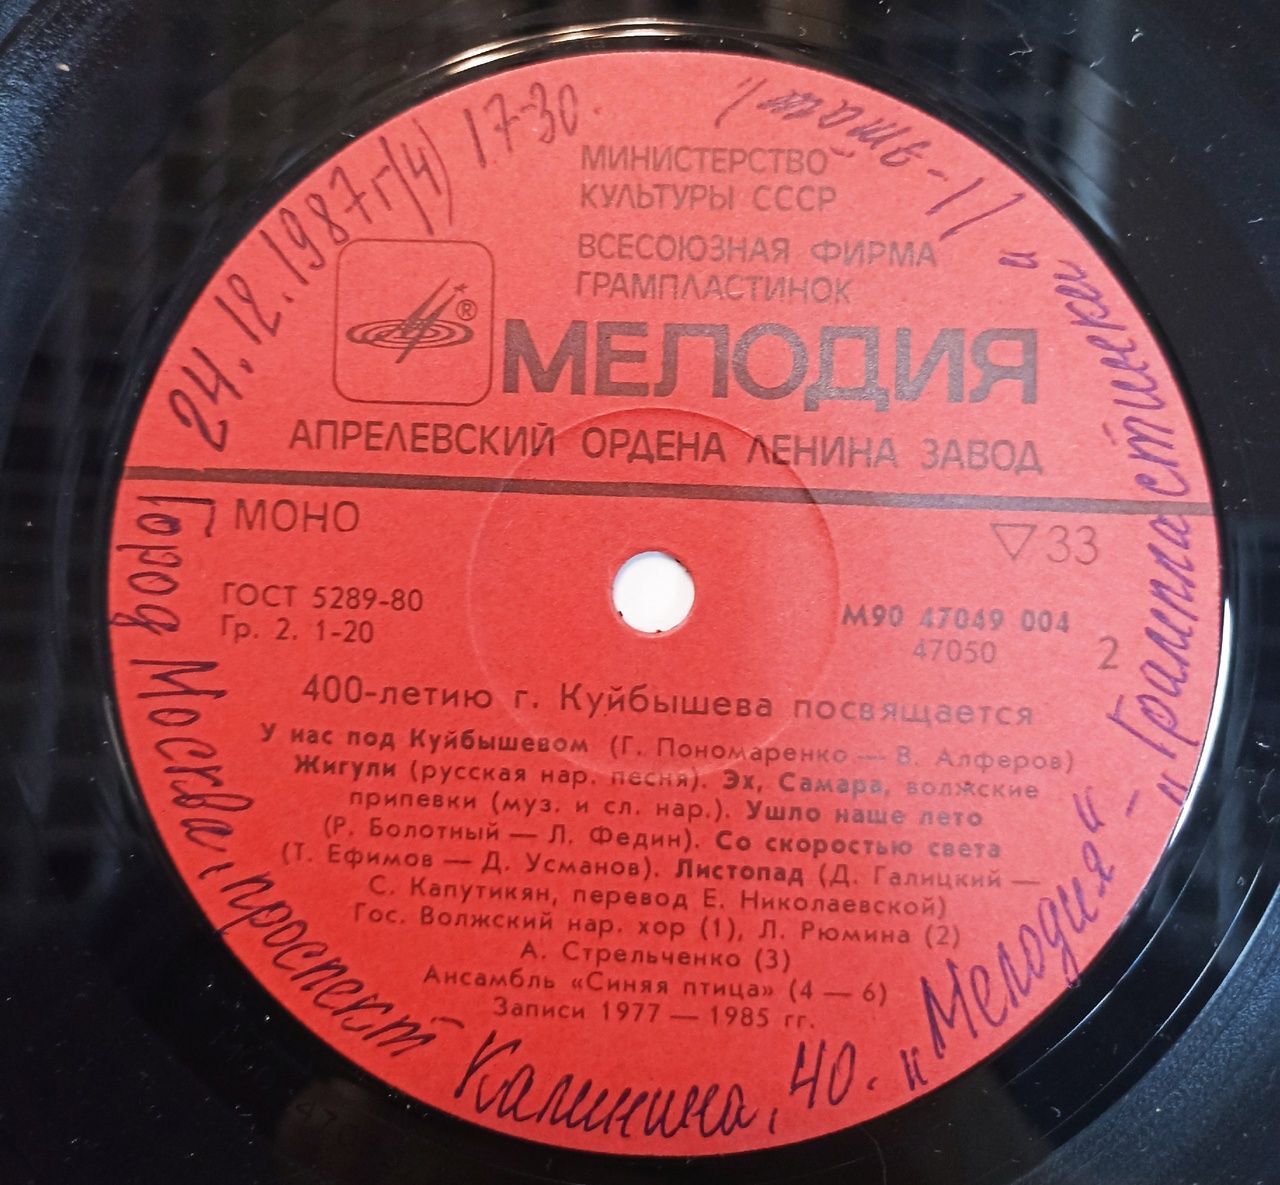 24.12.1987г(4) 17-30.
МИНИСТЕРСТВО
КУЛЬТУРЫ СССР
ВСЕСОЮЗНАЯ ФИРМА
ГРАМПЛАСТИНОК
®
МЕЛОДИЯ
АПРЕЛЕВСКИЙ ОРДЕНА ЛЕНИНА ЗАВОД
МОНО
▽33
ГОСТ 5289-80
Гр. 2. 1-20
М90 47049 004
47050
2
400-летию г. Куйбышева посвящается
У нас под Куйбышевом (Г. Пономаренко — В. Алферов)
Жигули (русская нар. песня). Эх, Самара, волжские
припевки (муз. и сл. нар.). Ушло наше лето
(Р. Болотный — Л. Федин). Со скоростью света
(Т. Ефимов — Д. Усманов). Листопад (Д. Галицкий —
С. Капутикян, перевод Е. Николаевской)
Гос. Волжский нар. хор (1), Л. Рюмина (2)
А. Стрельченко (3)
Ансамбль «Синяя птица» (4 — 6)
Записи 1977 — 1985 гг.
Город Москва, проспект Калинина, 40. „Мелодия“ - „Грампластинки“